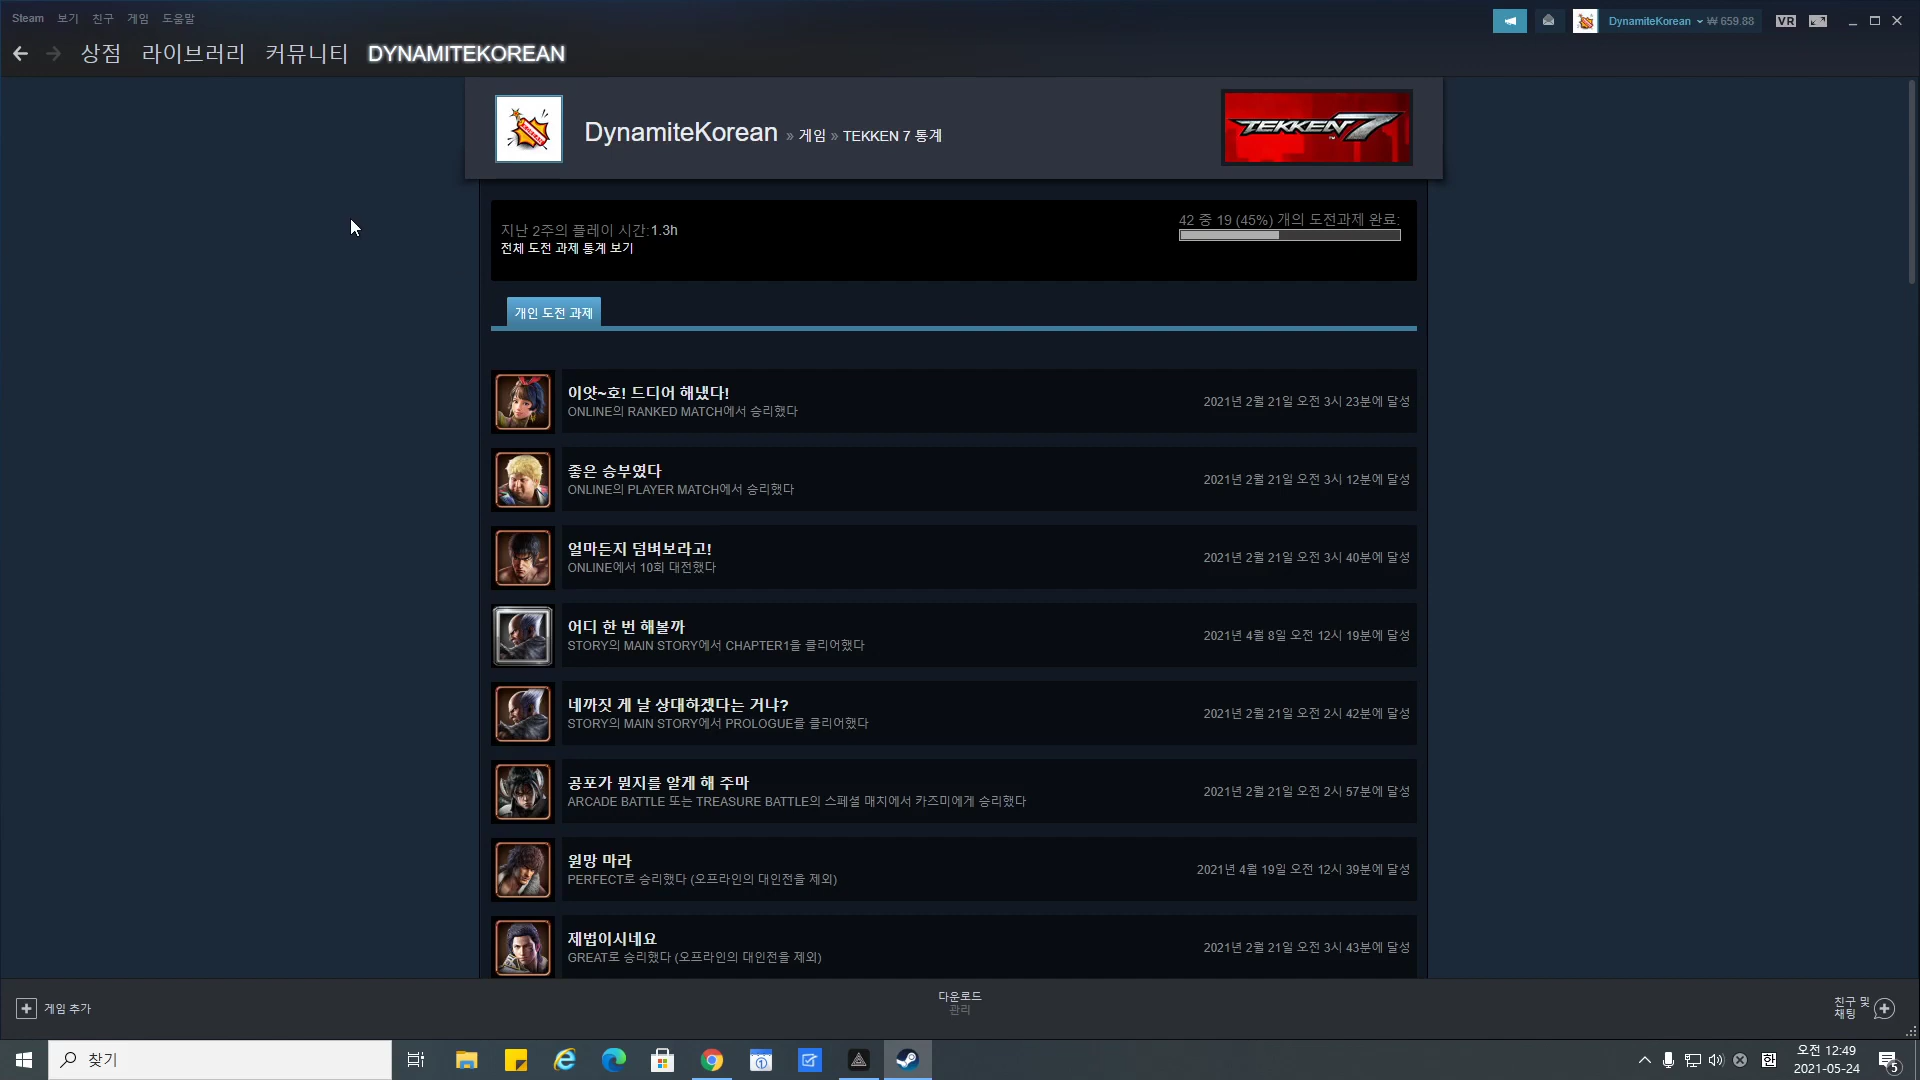 Steam 보기 친구 게임 도움말
DynamiteKorean ₩ 659.88 VR
상점 라이브러리 커뮤니티 DYNAMITEKOREAN
DynamiteKorean » 게임 » TEKKEN 7 통계
TEKKEN 7
지난 2주의 플레이 시간:1.3h
전체 도전 과제 통계 보기
42 중 19 (45%) 개의 도전과제 완료:
개인 도전 과제
이얏~호! 드디어 해냈다!
ONLINE의 RANKED MATCH에서 승리했다
2021년 2월 21일 오전 3시 23분에 달성
좋은 승부였다
ONLINE의 PLAYER MATCH에서 승리했다
2021년 2월 21일 오전 3시 12분에 달성
얼마든지 덤벼보라고!
ONLINE에서 10회 대전했다
2021년 2월 21일 오전 3시 40분에 달성
어디 한 번 해볼까
STORY의 MAIN STORY에서 CHAPTER1을 클리어했다
2021년 4월 8일 오전 12시 19분에 달성
네까짓 게 날 상대하겠다는 거냐?
STORY의 MAIN STORY에서 PROLOGUE를 클리어했다
2021년 2월 21일 오전 2시 42분에 달성
공포가 뭔지를 알게 해 주마
ARCADE BATTLE 또는 TREASURE BATTLE의 스페셜 매치에서 카즈미에게 승리했다
2021년 2월 21일 오전 2시 57분에 달성
원망 마라
PERFECT로 승리했다 (오프라인의 대인전을 제외)
2021년 4월 19일 오전 12시 39분에 달성
제법이시네요
GREAT로 승리했다 (오프라인의 대인전을 제외)
2021년 2월 21일 오전 3시 43분에 달성
게임 추가
다운로드
관리
친구 및
채팅
찾기
한
오전 12:49
2021-05-24
5